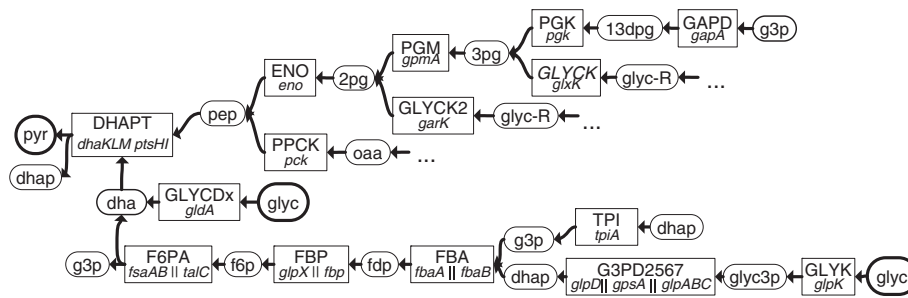 PGK
pgk
13dpg
GAPD
gapA
g3p
PGM
gpmA
3pg
ENO
eno
2pg
GLYCK
glxK
glyc-R
...
GLYCK2
garK
glyc-R
...
pep
DHAPT
dhaKLM ptsHI
pyr
PPCK
pck
oaa
...
dhap
dha
GLYCDx
gldA
glyc
TPI
tpiA
dhap
g3p
g3p
F6PA
fsaAB || talC
f6p
FBP
glpX || fbp
fdp
FBA
fbaA || fbaB
dhap
G3PD2567
glpD || gpsA || glpABC
glyc3p
GLYK
glpK
glyc